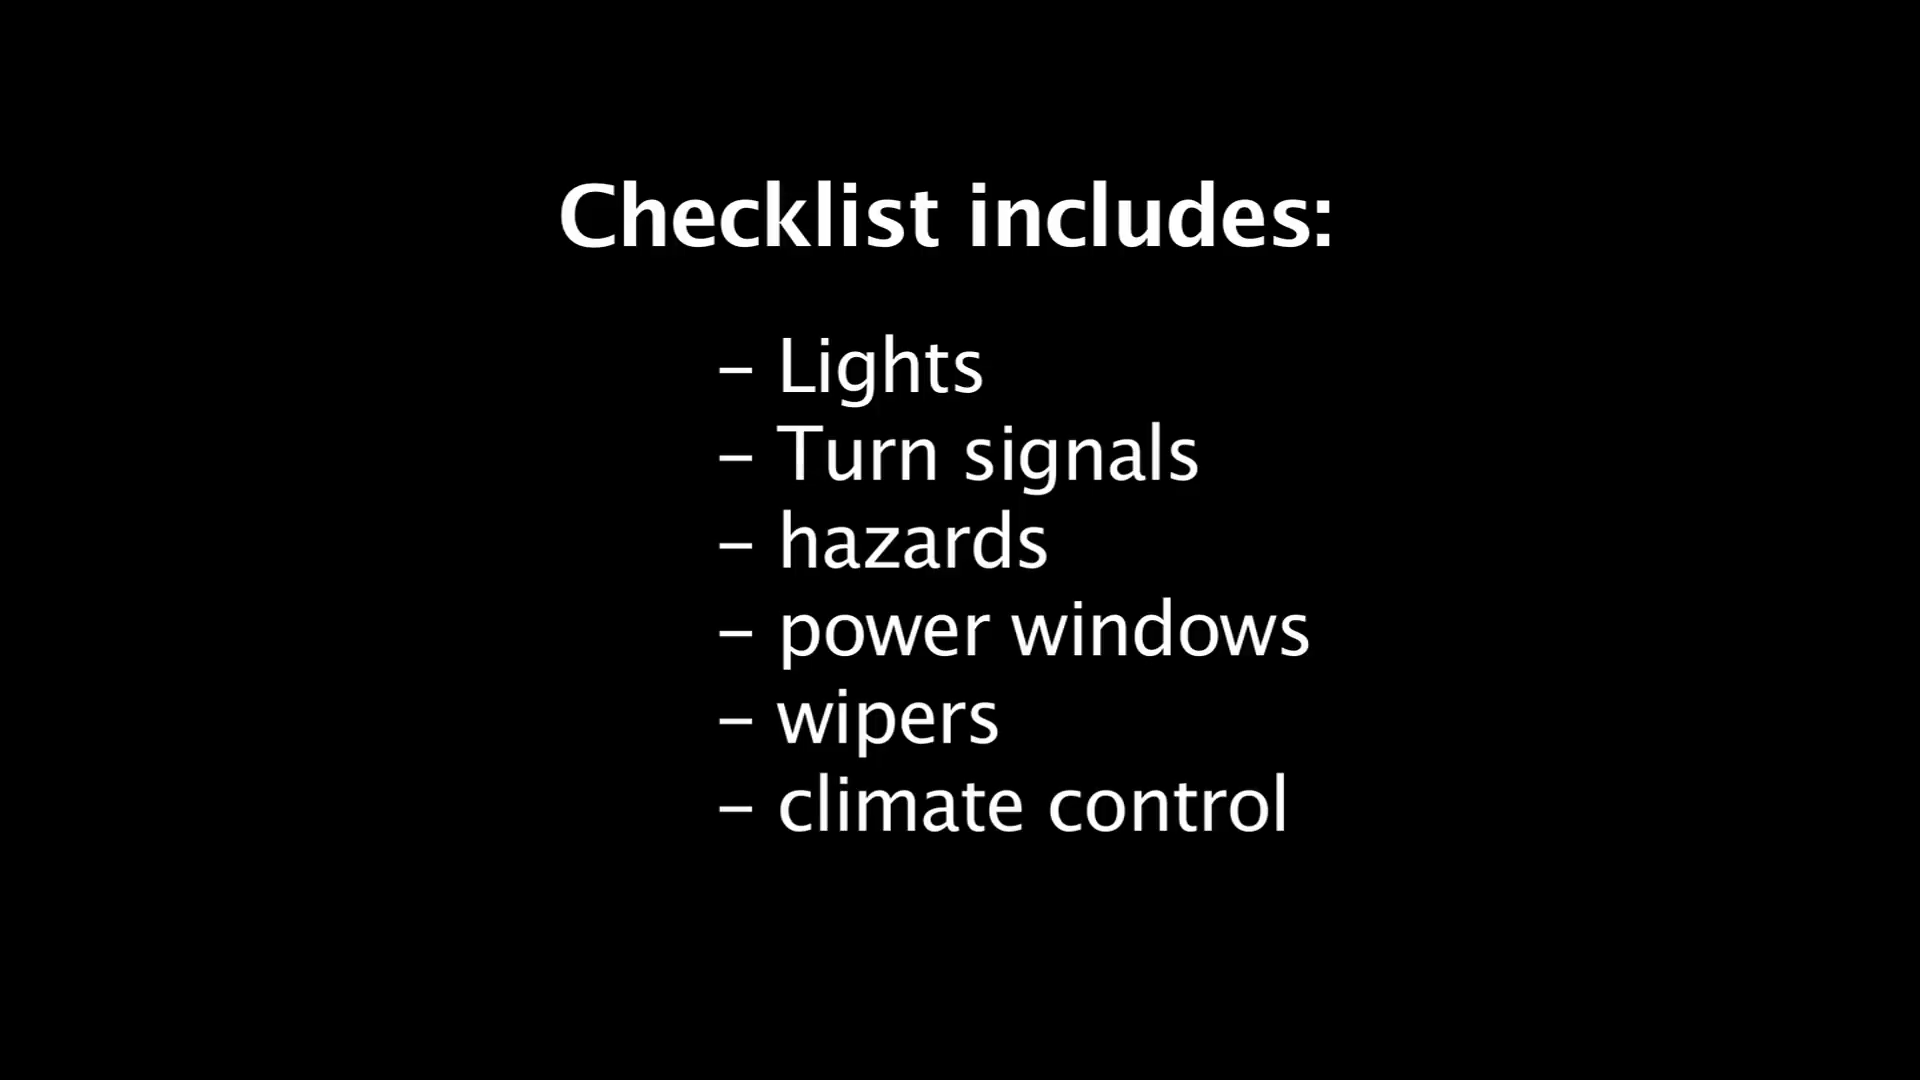 Checklist includes:
- Lights
- Turn signals
- hazards
- power windows
- wipers
- climate control